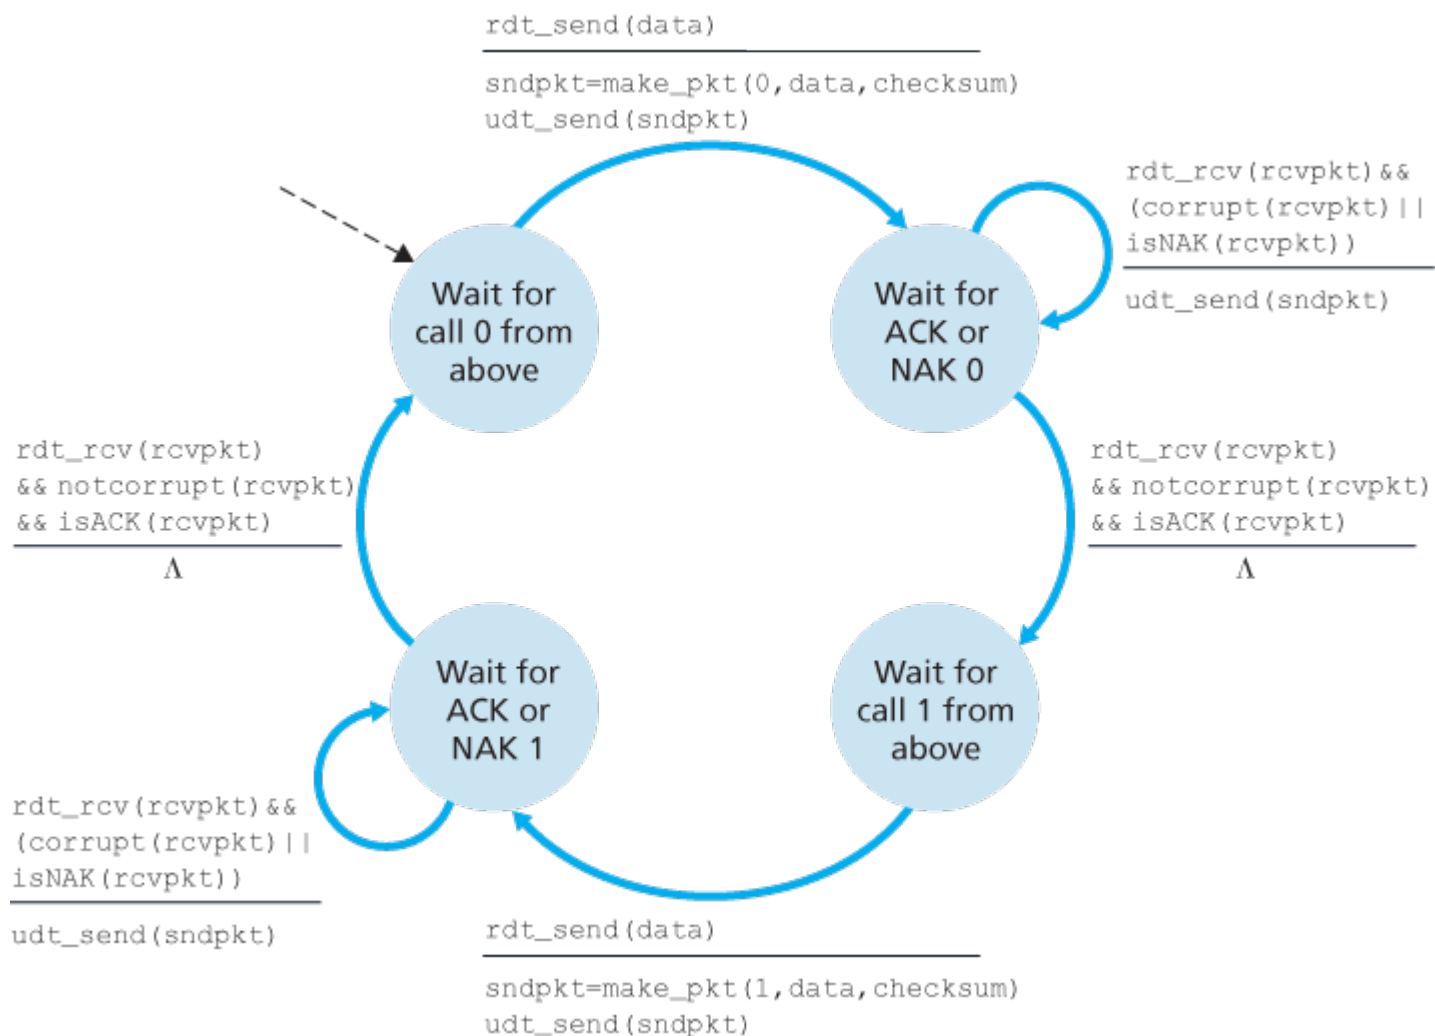 rdt_send(data)
sndpkt=make_pkt(0,data,checksum)
udt_send(sndpkt)
rdt_rcv(rcvpkt)&&
(corrupt(rcvpkt)||
isNAK(rcvpkt))
udt_send(sndpkt)
Wait for
call 0 from
above
Wait for
ACK or
NAK 0
rdt_rcv(rcvpkt)
&& notcorrupt(rcvpkt)
&& isACK(rcvpkt)
Λ
rdt_rcv(rcvpkt)
&& notcorrupt(rcvpkt)
&& isACK(rcvpkt)
Λ
Wait for
ACK or
NAK 1
Wait for
call 1 from
above
rdt_rcv(rcvpkt)&&
(corrupt(rcvpkt)||
isNAK(rcvpkt))
udt_send(sndpkt)
rdt_send(data)
sndpkt=make_pkt(1,data,checksum)
udt_send(sndpkt)